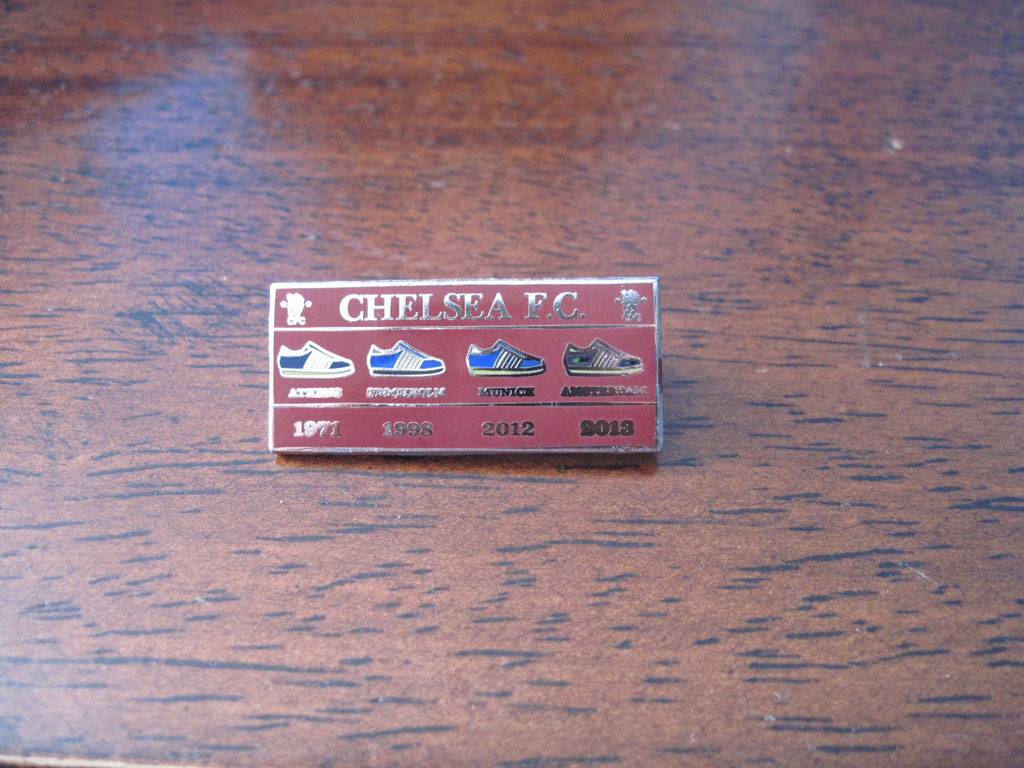 CHELSEA F.C.
ATHENS STOCKHOLM MUNICH AMSTERDAM
1971 1998 2012 2013